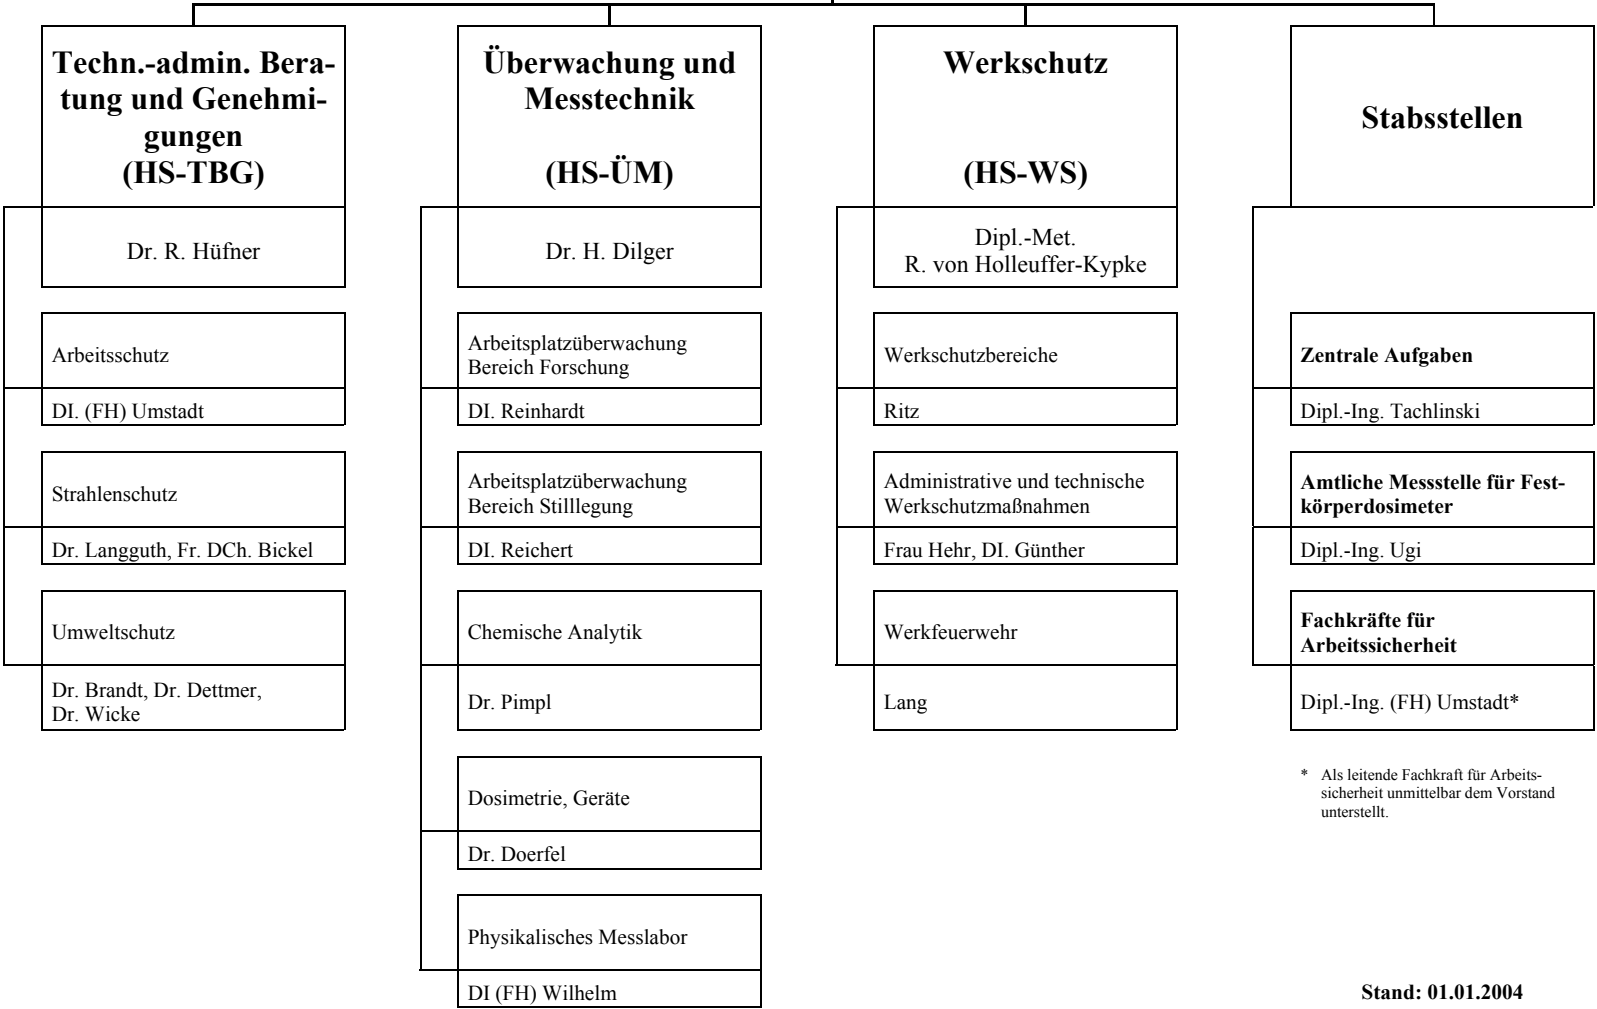 Techn.-admin. Bera-
tung und Genehmi-
gungen
(HS-TBG)
Dr. R. Hüfner
Arbeitsschutz
DI. (FH) Umstadt
Strahlenschutz
Dr. Langguth, Fr. DCh. Bickel
Umweltschutz
Dr. Brandt, Dr. Dettmer,
Dr. Wicke
Überwachung und
Messtechnik
(HS-ÜM)
Dr. H. Dilger
Arbeitsplatzüberwachung
Bereich Forschung
DI. Reinhardt
Arbeitsplatzüberwachung
Bereich Stilllegung
DI. Reichert
Chemische Analytik
Dr. Pimpl
Dosimetrie, Geräte
Dr. Doerfel
Physikalisches Messlabor
DI (FH) Wilhelm
Werkschutz
(HS-WS)
Dipl.-Met.
R. von Holleuffer-Kypke
Werkschutzbereiche
Ritz
Administrative und technische
Werkschutzmaßnahmen
Frau Hehr, DI. Günther
Werkfeuerwehr
Lang
Stabsstellen
Zentrale Aufgaben
Dipl.-Ing. Tachlinski
Amtliche Messstelle für Fest-
körperdosimeter
Dipl.-Ing. Ugi
Fachkräfte für
Arbeitssicherheit
Dipl.-Ing. (FH) Umstadt*
* Als leitende Fachkraft für Arbeits-
sicherheit unmittelbar dem Vorstand
unterstellt.
Stand: 01.01.2004